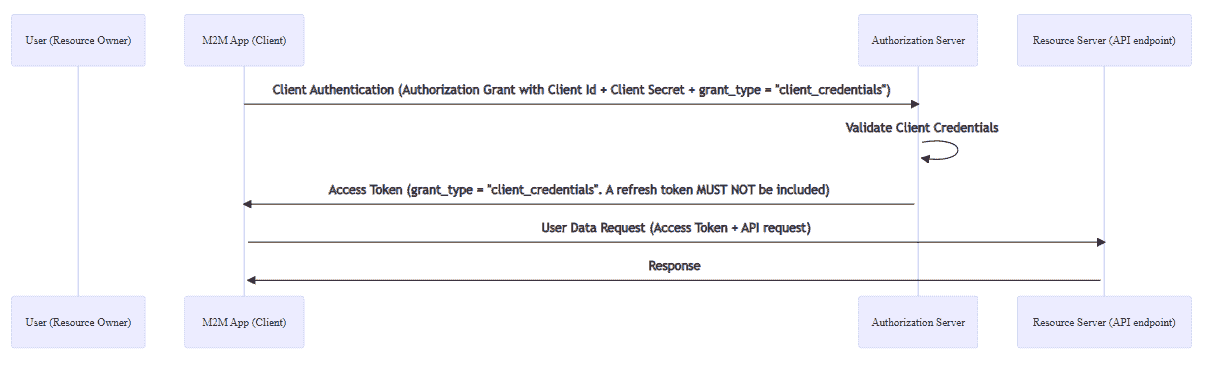 User (Resource Owner)
M2M App (Client)
Authorization Server
Resource Server (API endpoint)
Client Authentication (Authorization Grant with Client Id + Client Secret + grant_type = "client_credentials")
Validate Client Credentials
Access Token (grant_type = "client_credentials". A refresh token MUST NOT be included)
User Data Request (Access Token + API request)
Response
User (Resource Owner)
M2M App (Client)
Authorization Server
Resource Server (API endpoint)